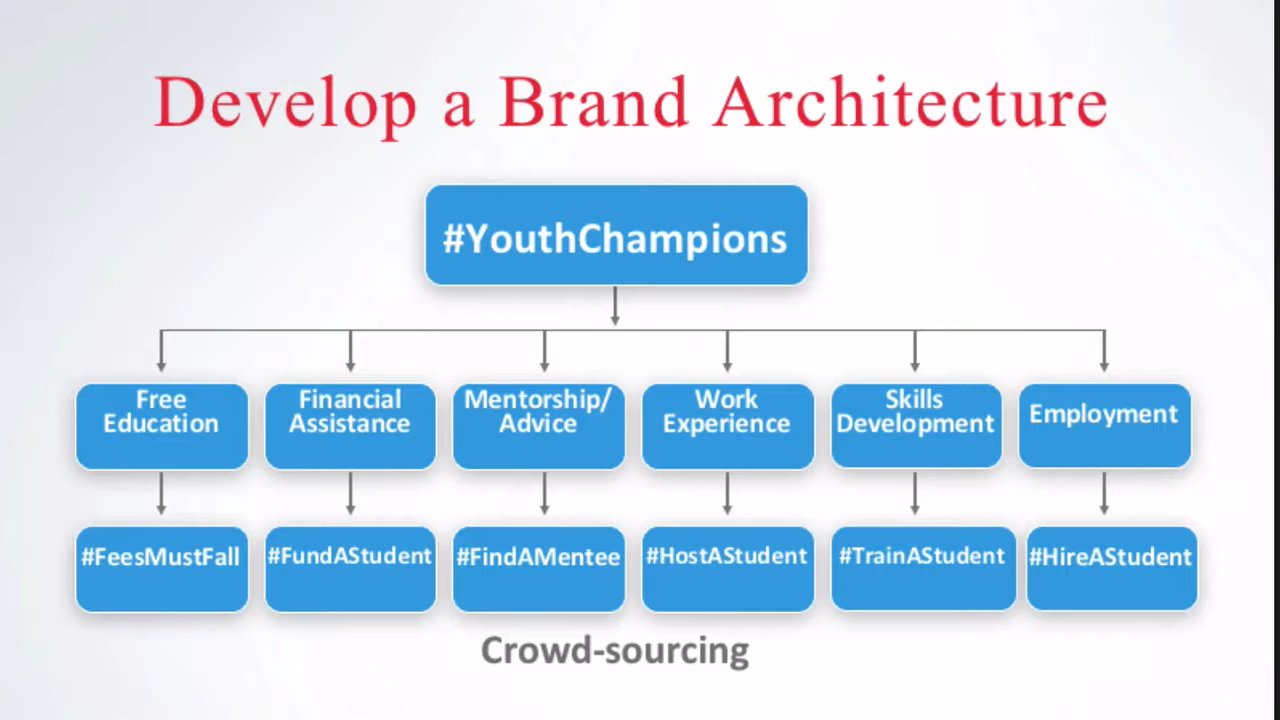 Develop a Brand Architecture
#YouthChampions
Free
Education
Financial
Assistance
Mentorship/
Advice
Work
Experience
Skills
Development
Employment
#FeesMustFall
#FundAStudent
#FindAMentee
#HostAStudent
#TrainAStudent
#HireAStudent
Crowd-sourcing